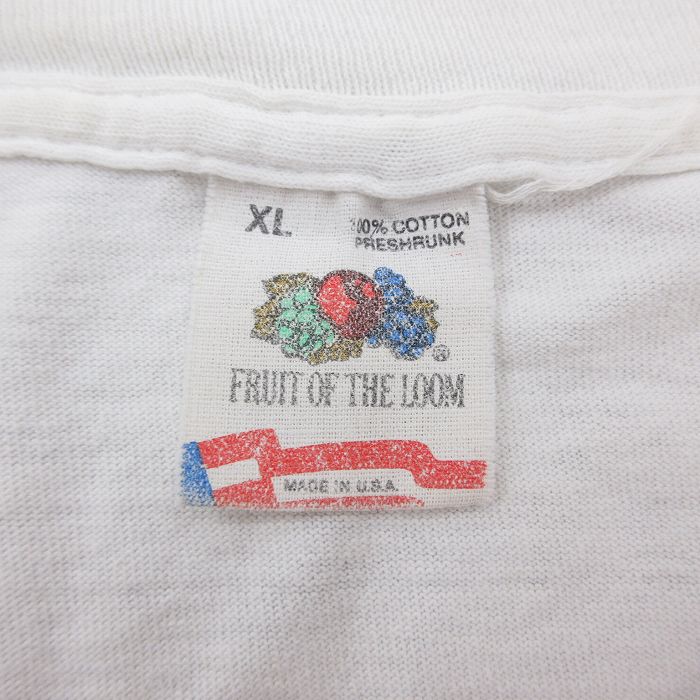 XL
100% COTTON
PRESHRUNK
®
FRUIT OF THE LOOM
MADE IN U.S.A.